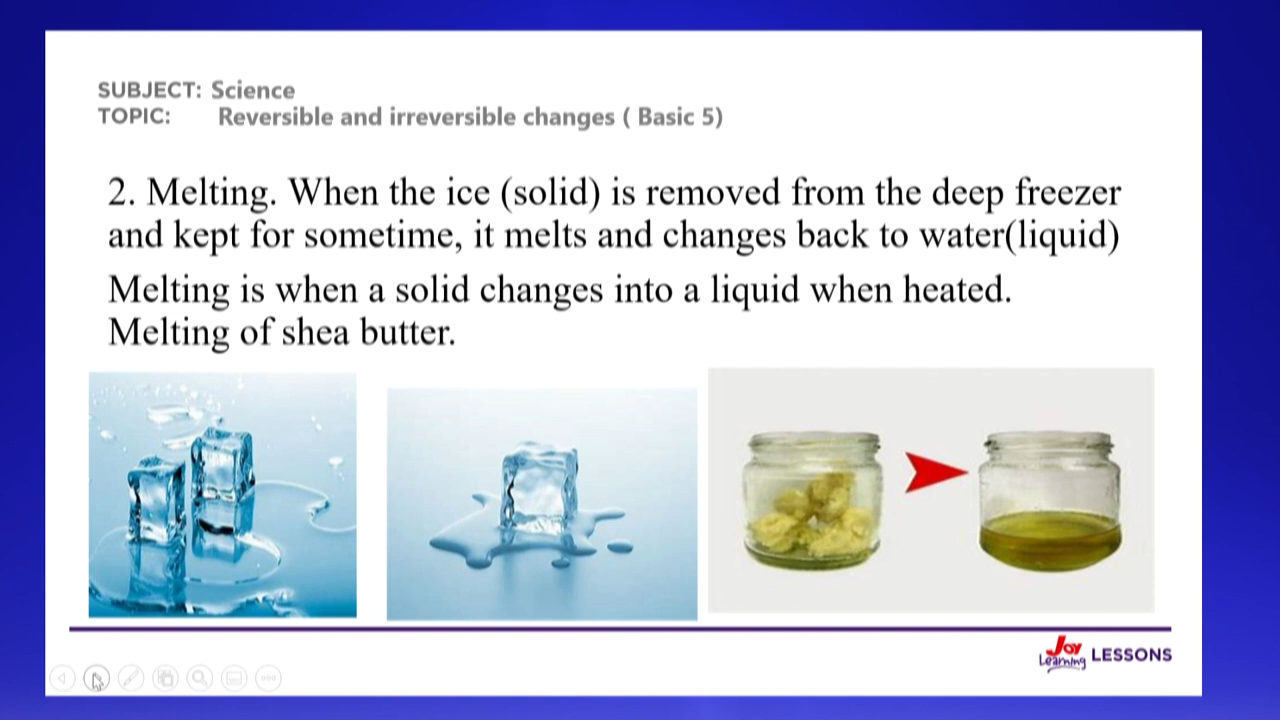 SUBJECT: Science
TOPIC: Reversible and irreversible changes ( Basic 5)
2. Melting. When the ice (solid) is removed from the deep freezer
and kept for sometime, it melts and changes back to water(liquid)
Melting is when a solid changes into a liquid when heated.
Melting of shea butter.
Joy Learning LESSONS